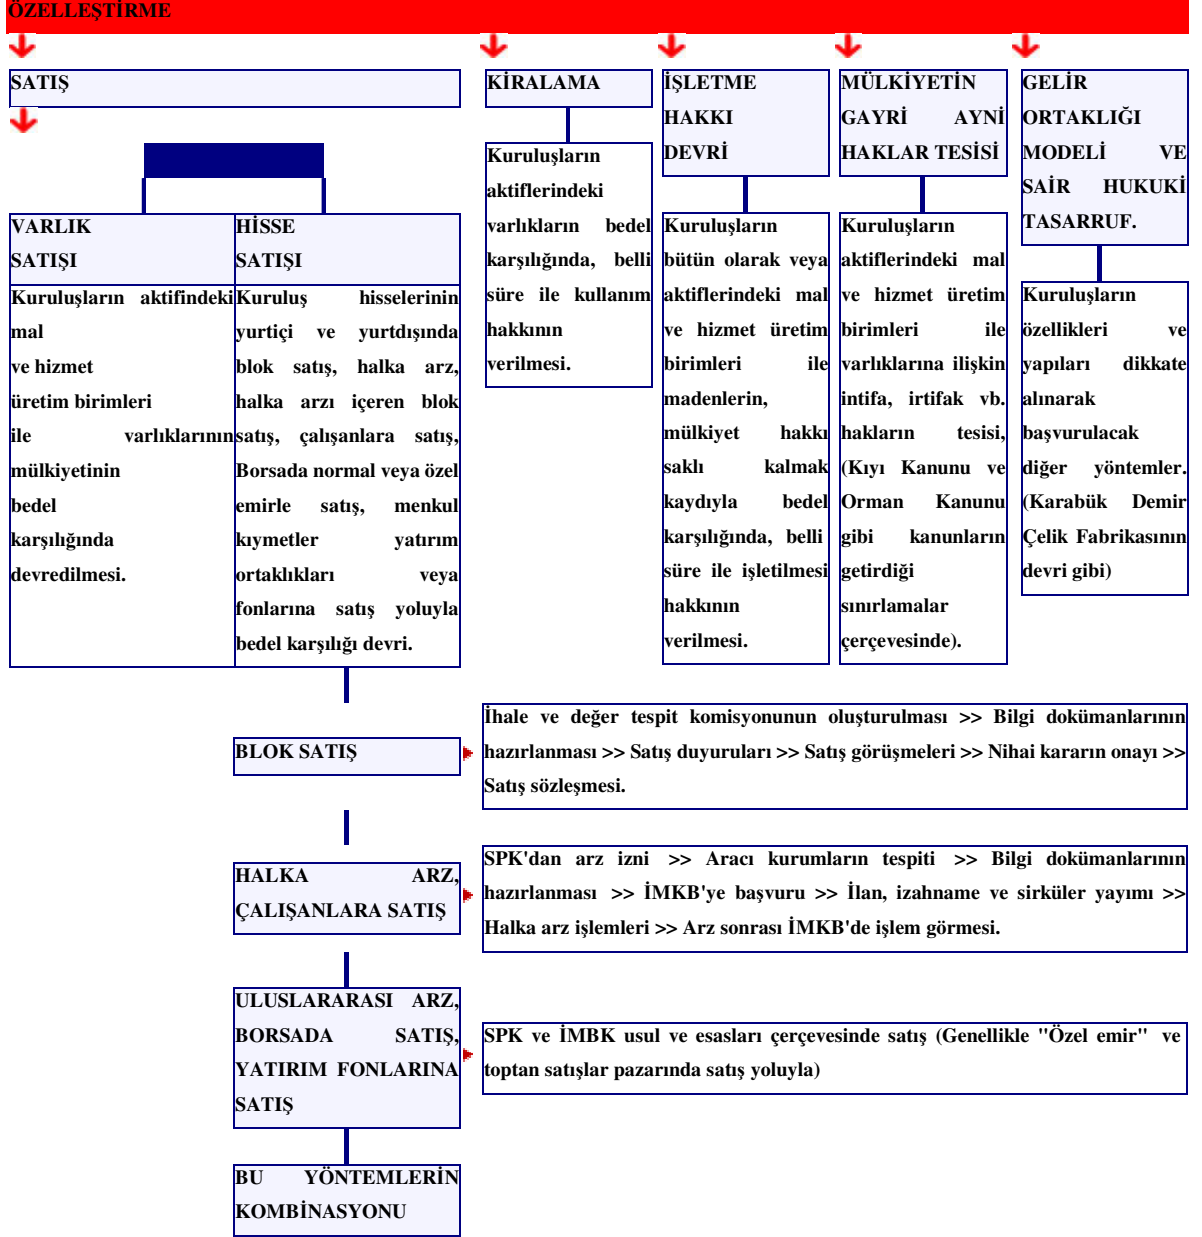 ÖZELLEŞTİRME
SATIŞ
VARLIK
SATIŞI
Kuruluşların aktifindeki
mal
ve hizmet
üretim birimleri
ile varlıklarının
mülkiyetinin
bedel
karşılığında
devredilmesi.
HİSSE
SATIŞI
Kuruluş hisselerinin
yurtiçi ve yurtdışında
blok satış, halka arz,
halka arzı içeren blok
satış, çalışanlara satış,
Borsada normal veya özel
emirle satış, menkul
kıymetler yatırım
ortaklıkları veya
fonlarına satış yoluyla
bedel karşılığı devri.
KİRALAMA
Kuruluşların
aktiflerindeki
varlıkların bedel
karşılığında, belli
süre ile kullanım
hakkının
verilmesi.
İŞLETME
HAKKI
DEVRİ
Kuruluşların
bütün olarak veya
aktiflerindeki mal
ve hizmet üretim
birimleri ile
madenlerin,
mülkiyet hakkı
saklı kalmak
kaydıyla bedel
karşılığında, belli
süre ile işletilmesi
hakkının
verilmesi.
MÜLKİYETİN
GAYRİ AYNİ
HAKLAR TESİSİ
Kuruluşların
aktiflerindeki mal
ve hizmet üretim
birimleri ile
varlıklarına ilişkin
intifa, irtifak vb.
hakların tesisi,
(Kıyı Kanunu ve
Orman Kanunu
gibi kanunların
getirdiği
sınırlamalar
çerçevesinde).
GELİR
ORTAKLIĞI
MODELİ VE
SAİR HUKUKİ
TASARRUF.
Kuruluşların
özellikleri ve
yapıları dikkate
alınarak
başvurulacak
diğer yöntemler.
(Karabük Demir
Çelik Fabrikasının
devri gibi)
BLOK SATIŞ
İhale ve değer tespit komisyonunun oluşturulması >> Bilgi dokümanlarının
hazırlanması >> Satış duyuruları >> Satış görüşmeleri >> Nihai kararın onayı >>
Satış sözleşmesi.
HALKA ARZ,
ÇALIŞANLARA SATIŞ
SPK'dan arz izni >> Aracı kurumların tespiti >> Bilgi dokümanlarının
hazırlanması >> İMKB'ye başvuru >> İlan, izahname ve sirküler yayımı >>
Halka arz işlemleri >> Arz sonrası İMKB'de işlem görmesi.
ULUSLARARASI ARZ,
BORSADA SATIŞ,
YATIRIM FONLARINA
SATIŞ
SPK ve İMBK usul ve esasları çerçevesinde satış (Genellikle "Özel emir" ve
toptan satışlar pazarında satış yoluyla)
BU YÖNTEMLERİN
KOMBİNASYONU